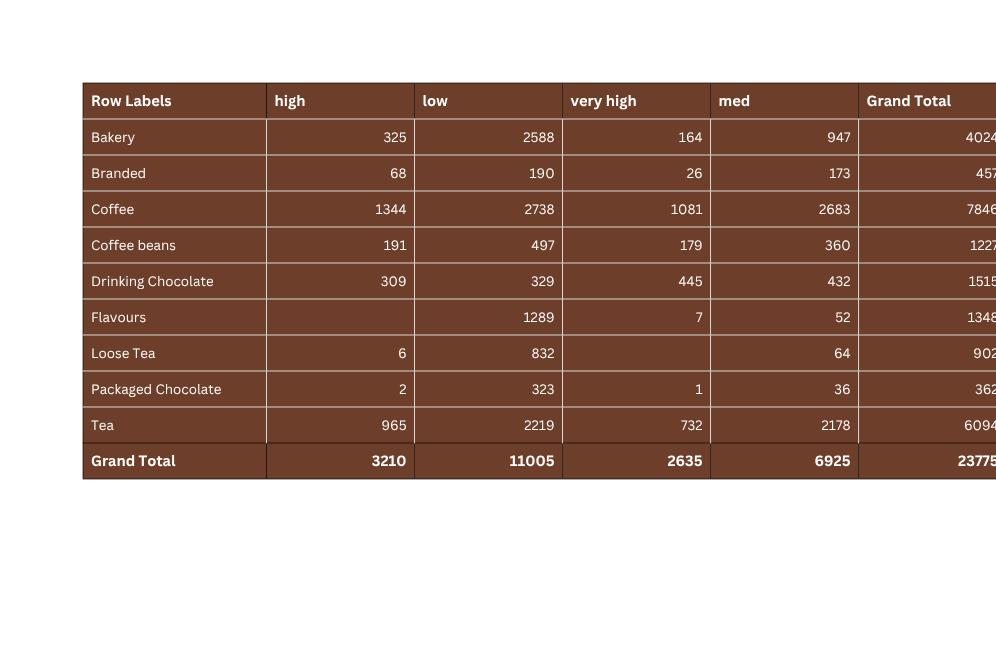 Row Labels high low very high med Grand Total
Bakery 325 2588 164 947 4024
Branded 68 190 26 173 457
Coffee 1344 2738 1081 2683 7846
Coffee beans 191 497 179 360 1227
Drinking Chocolate 309 329 445 432 1515
Flavours 1289 7 52 1348
Loose Tea 6 832 64 902
Packaged Chocolate 2 323 1 36 362
Tea 965 2219 732 2178 6094
Grand Total 3210 11005 2635 6925 23775